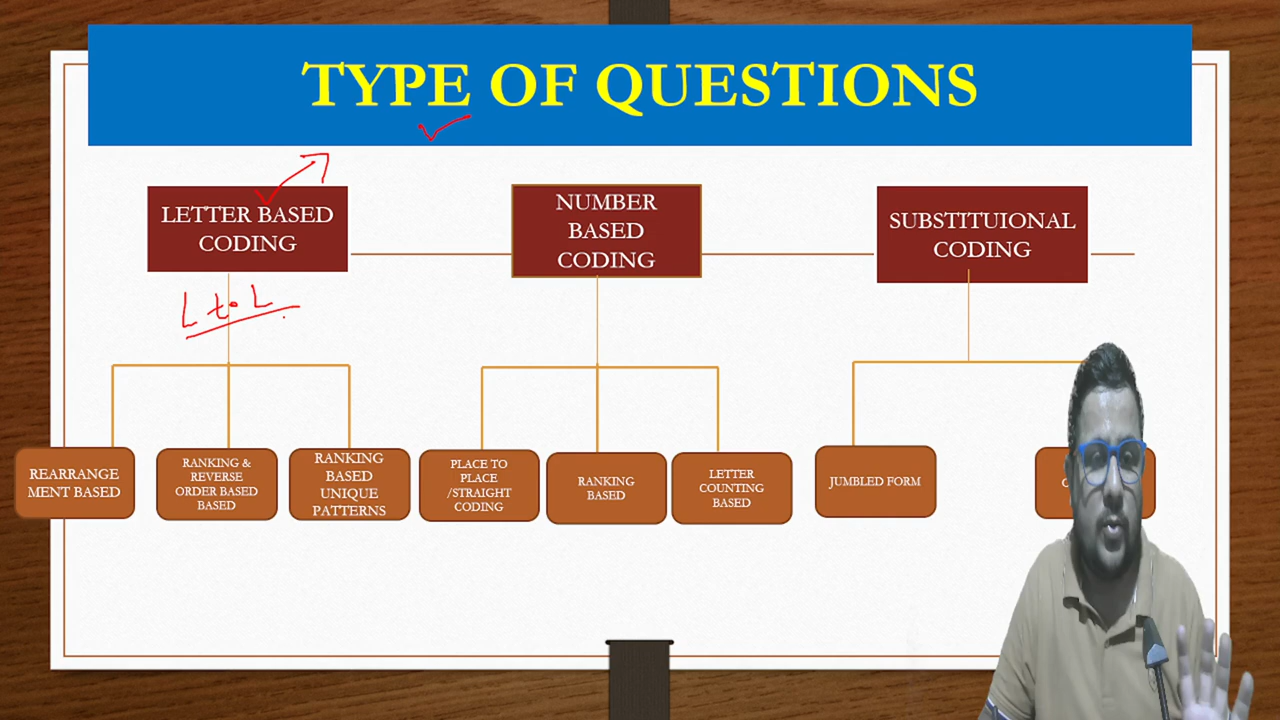 TYPE OF QUESTIONS
LETTER BASED
CODING
NUMBER
BASED
CODING
SUBSTITUIONAL
CODING
L to L
REARRANGE
MENT BASED
RANKING &
REVERSE
ORDER BASED
BASED
RANKING
BASED
UNIQUE
PATTERNS
PLACE TO
PLACE
/STRAIGHT
CODING
RANKING
BASED
LETTER
COUNTING
BASED
JUMBLED FORM